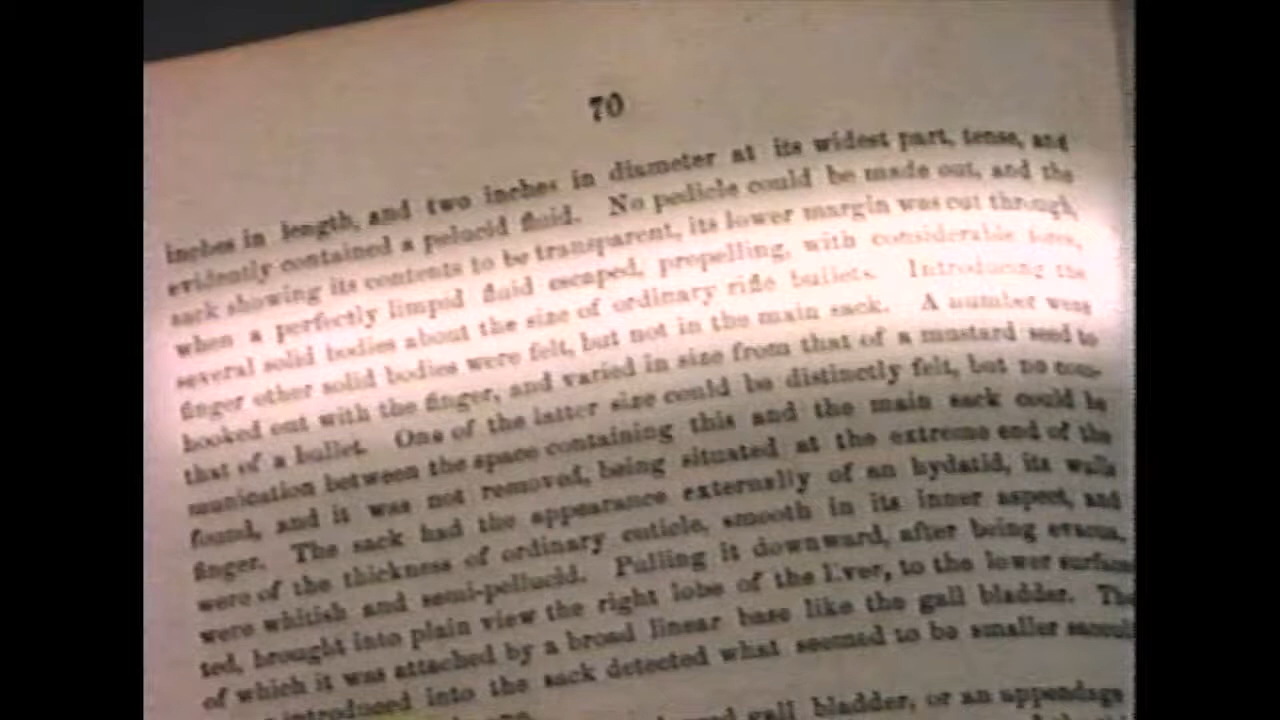 70
inches in length, and two inches in diameter at its widest part, tense, and
evidently contained a pelucid fluid. No pedicle could be made out, and the
sack showing its contents to be transparent, its lower margin was cut through,
when a perfectly limped fluid escaped, propelling, with considerable force,
several solid bodies about the size of ordinary rifle bullets. Introducing the
finger other solid bodies were felt, but not in the main sack. A number were
hooked out with the finger, and varied in size from that of a mustard seed to
that of a bullet. One of the latter size could be distinctly felt, but no com-
munication between the space containing this and the main sack could be
found, and it was not removed, being situated at the extreme end of the
finger. The sack had the appearance externally of an hydatid, its walls
were of the thickness of ordinary cuticle, smooth in its inner aspect, and
were whitish and semi-pellucid. Pulling it downward, after being evacua-
ted, brought into plain view the right lobe of the liver, to the lower surface
of which it was attached by a broad linear base like the gall bladder. The
introduced into the sack detected what seemed to be smaller
gall bladder, or an appendage